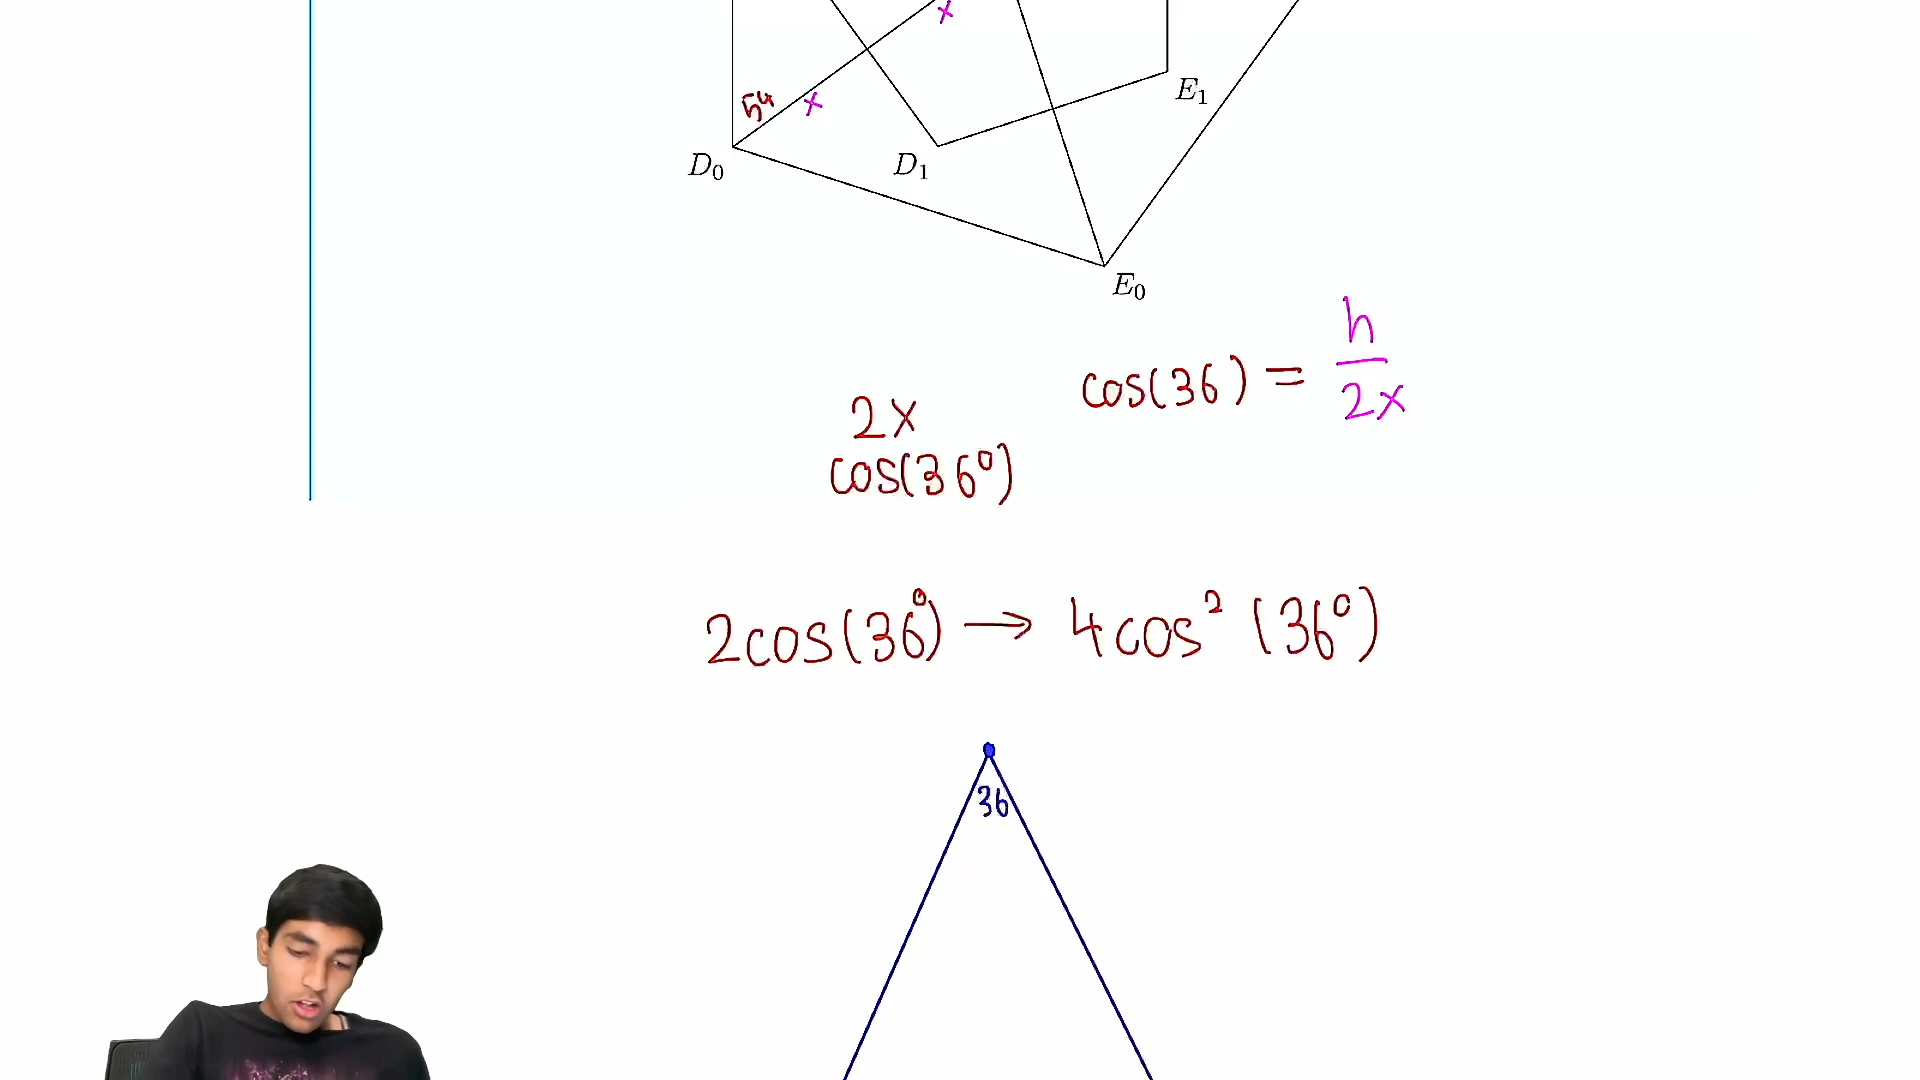 x
54
x
E₁
D₀
D₁
E₀
cos(36) = h/2x
2x
cos(36°)
2cos(36°) → 4cos² (36°)
36